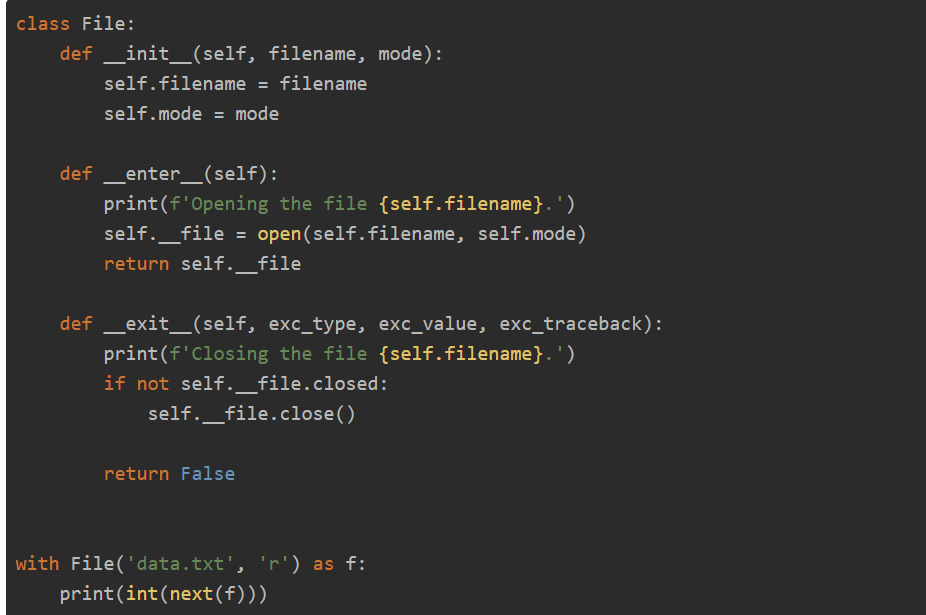 class File:
    def __init__(self, filename, mode):
        self.filename = filename
        self.mode = mode

    def __enter__(self):
        print(f'Opening the file {self.filename}.')
        self.__file = open(self.filename, self.mode)
        return self.__file

    def __exit__(self, exc_type, exc_value, exc_traceback):
        print(f'Closing the file {self.filename}.')
        if not self.__file.closed:
            self.__file.close()

        return False


with File('data.txt', 'r') as f:
    print(int(next(f)))